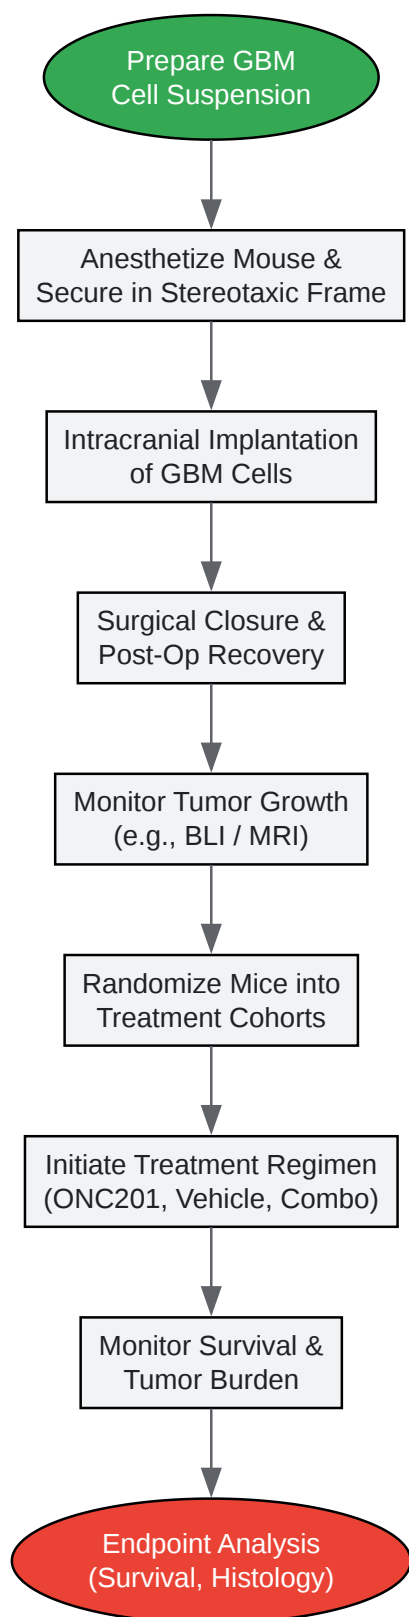 Prepare GBM
Cell Suspension
Anesthetize Mouse &
Secure in Stereotaxic Frame
Intracranial Implantation
of GBM Cells
Surgical Closure &
Post-Op Recovery
Monitor Tumor Growth
(e.g., BLI / MRI)
Randomize Mice into
Treatment Cohorts
Initiate Treatment Regimen
(ONC201, Vehicle, Combo)
Monitor Survival &
Tumor Burden
Endpoint Analysis
(Survival, Histology)